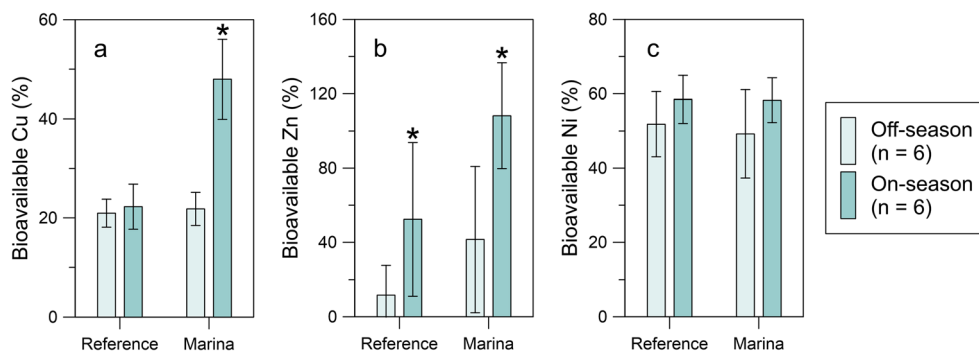 a
Bioavailable Cu (%)
60
40
20
0
Reference
Marina
*
b
Bioavailable Zn (%)
160
120
80
40
0
Reference
Marina
*
*
c
Bioavailable Ni (%)
80
60
40
20
0
Reference
Marina
Off-season
(n = 6)
On-season
(n = 6)